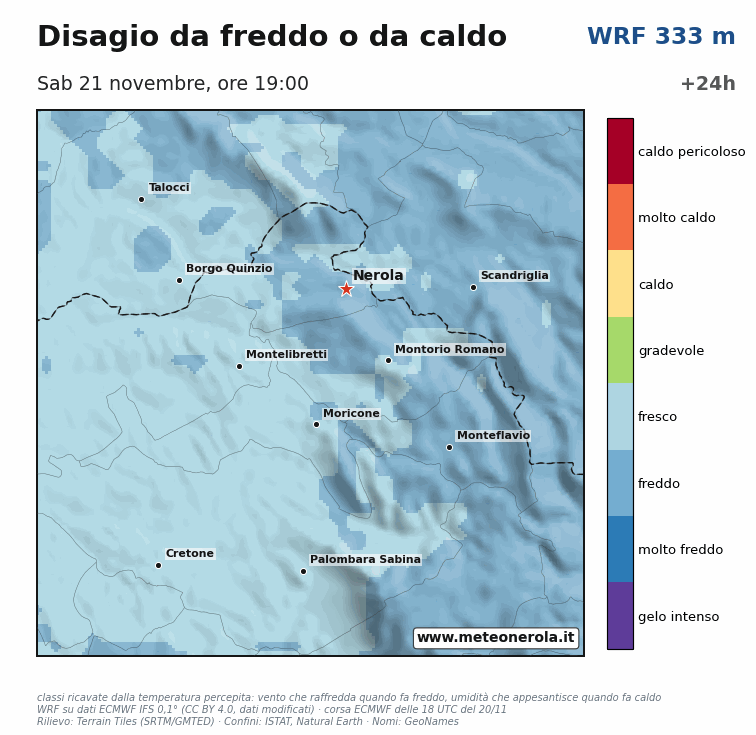 Disagio da freddo o da caldo
WRF 333 m
Sab 21 novembre, ore 19:00
+24h
Talocci
Borgo Quinzio
Nerola
Scandriglia
Montelibretti
Montorio Romano
Moricone
Monteflavio
Cretone
Palombara Sabina
www.meteonerola.it
caldo pericoloso
molto caldo
caldo
gradevole
fresco
freddo
molto freddo
gelo intenso
classi ricavate dalla temperatura percepita: vento che raffredda quando fa freddo, umidità che appesantisce quando fa caldo
WRF su dati ECMWF IFS 0,1° (CC BY 4.0, dati modificati) · corsa ECMWF delle 18 UTC del 20/11
Rilievo: Terrain Tiles (SRTM/GMTED) · Confini: ISTAT, Natural Earth · Nomi: GeoNames